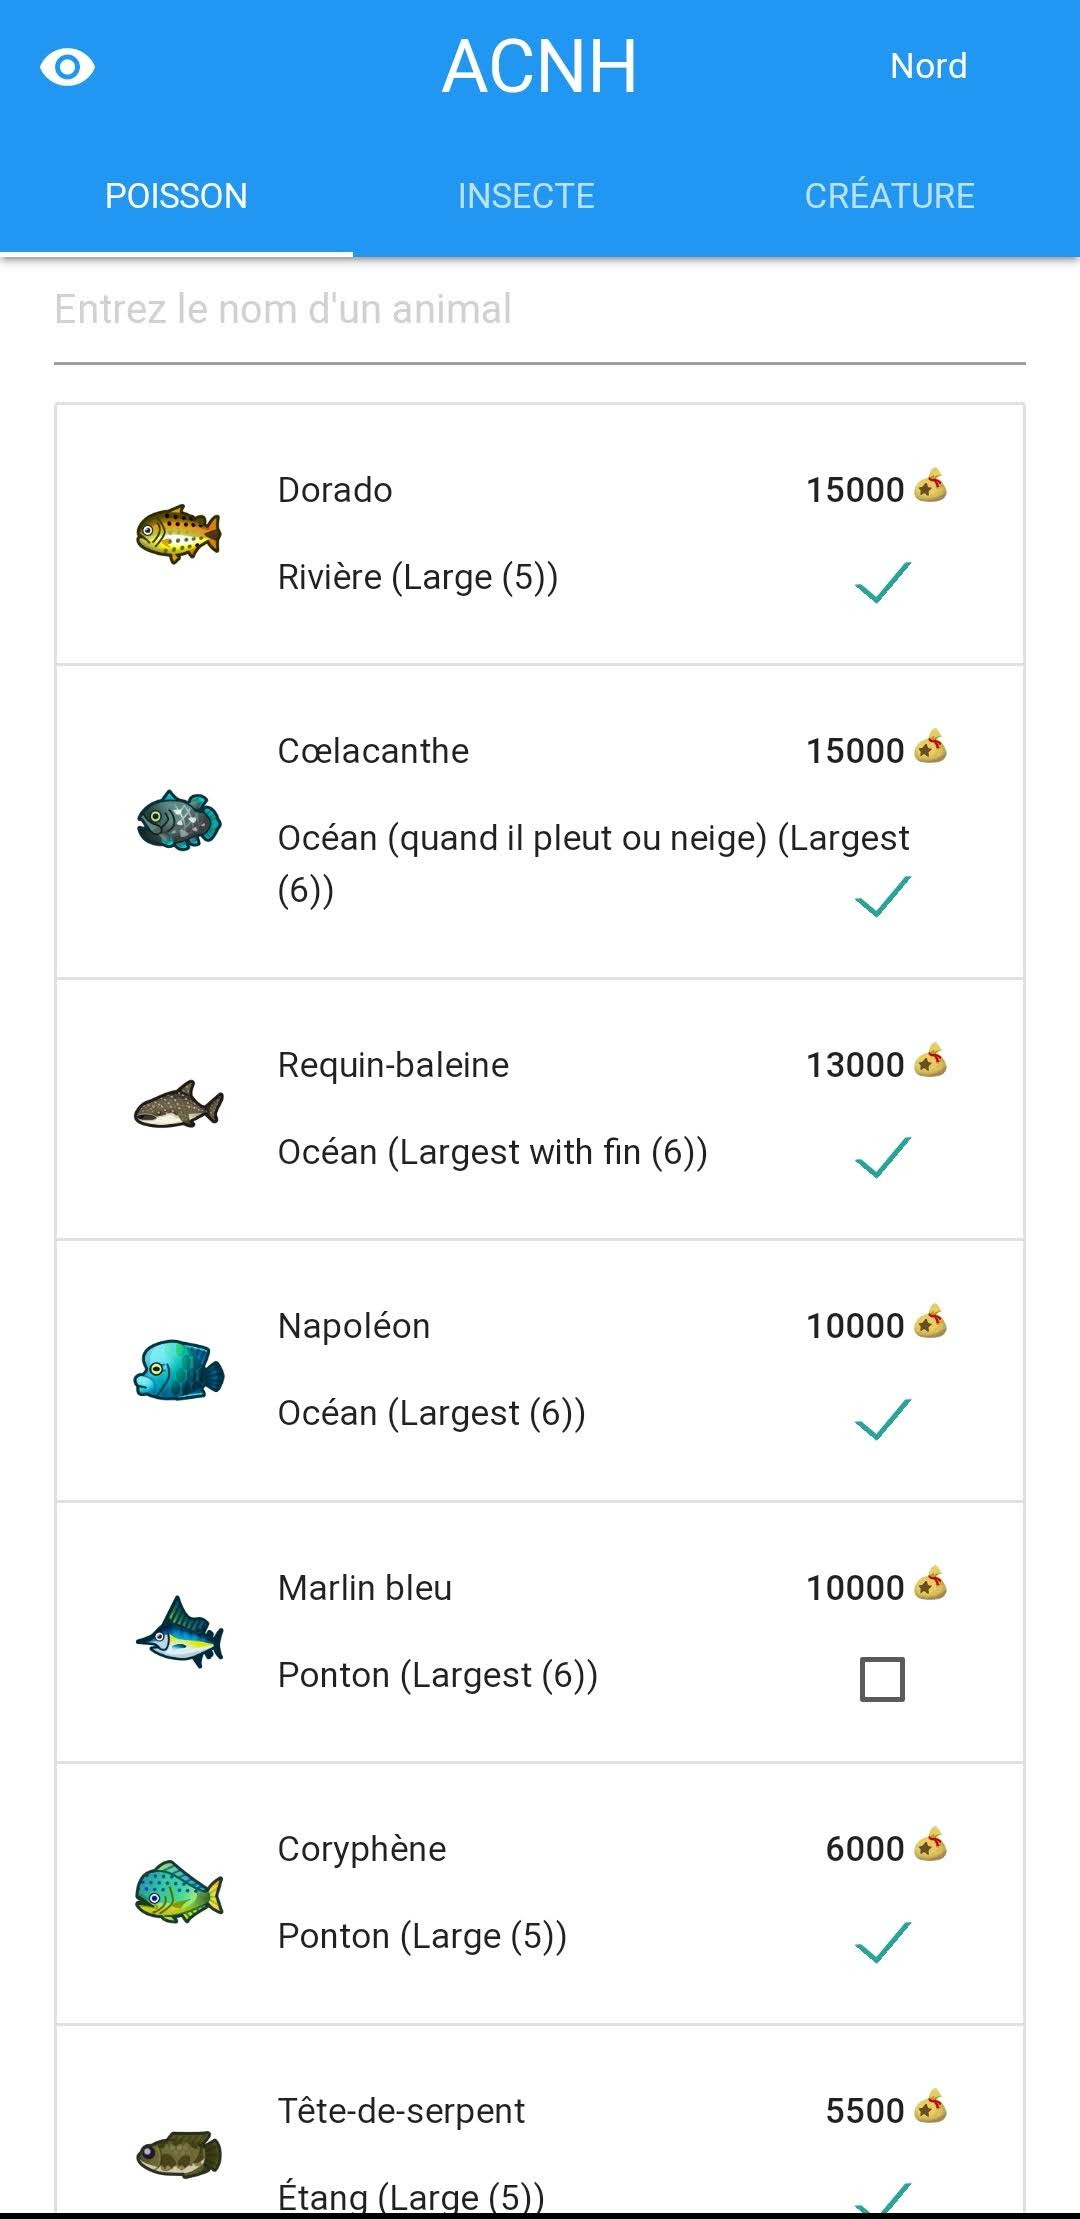 ACNH
Nord
POISSON
INSECTE
CRÉATURE
Entrez le nom d'un animal
Dorado
15000
Rivière (Large (5))
Cœlacanthe
15000
Océan (quand il pleut ou neige) (Largest
(6))
Requin-baleine
13000
Océan (Largest with fin (6))
Napoléon
10000
Océan (Largest (6))
Marlin bleu
10000
Ponton (Largest (6))
Coryphène
6000
Ponton (Large (5))
Tête-de-serpent
5500
Étang (Large (5))